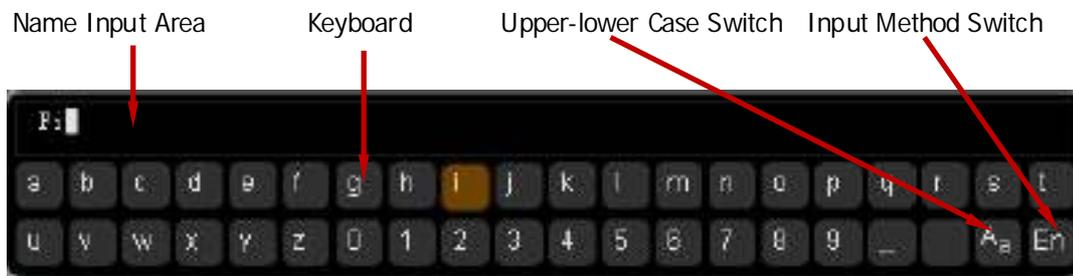 Name Input Area Keyboard Upper-lower Case Switch Input Method Switch
Fi
a b c d e f g h i j k l m n o p q r s t
u v w x y z 0 1 2 3 4 5 6 7 8 9 _ Aa En